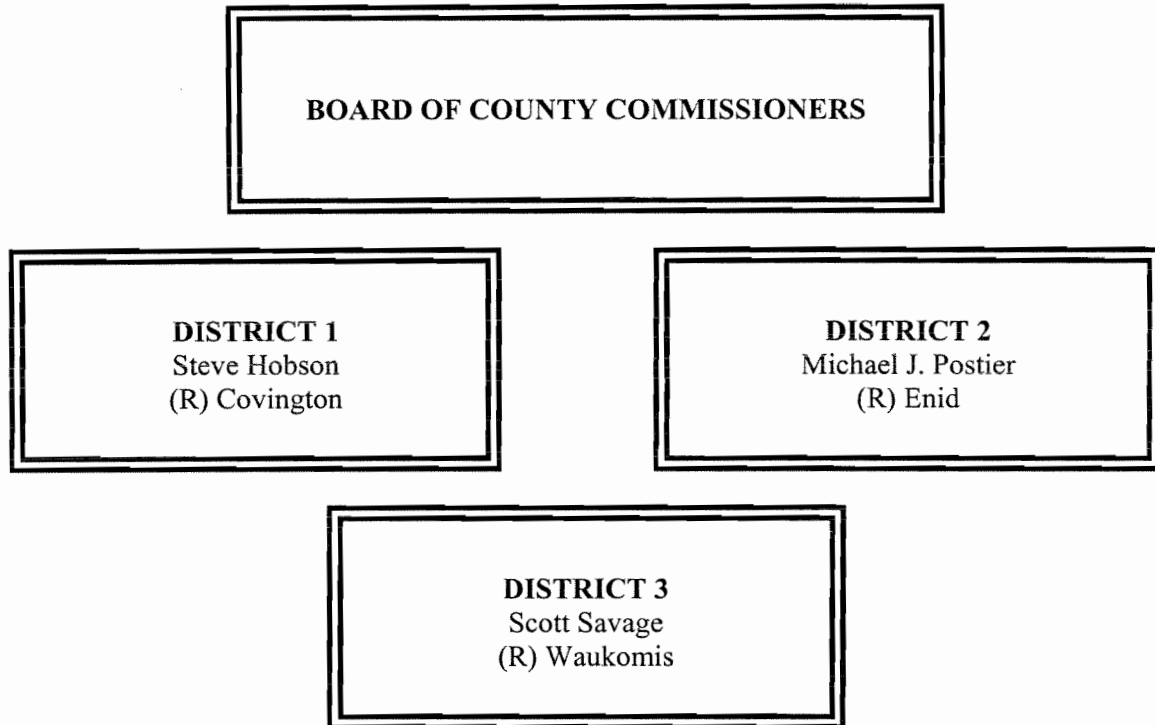 BOARD OF COUNTY COMMISSIONERS
DISTRICT 1
Steve Hobson
(R) Covington
DISTRICT 2
Michael J. Postier
(R) Enid
DISTRICT 3
Scott Savage
(R) Waukomis